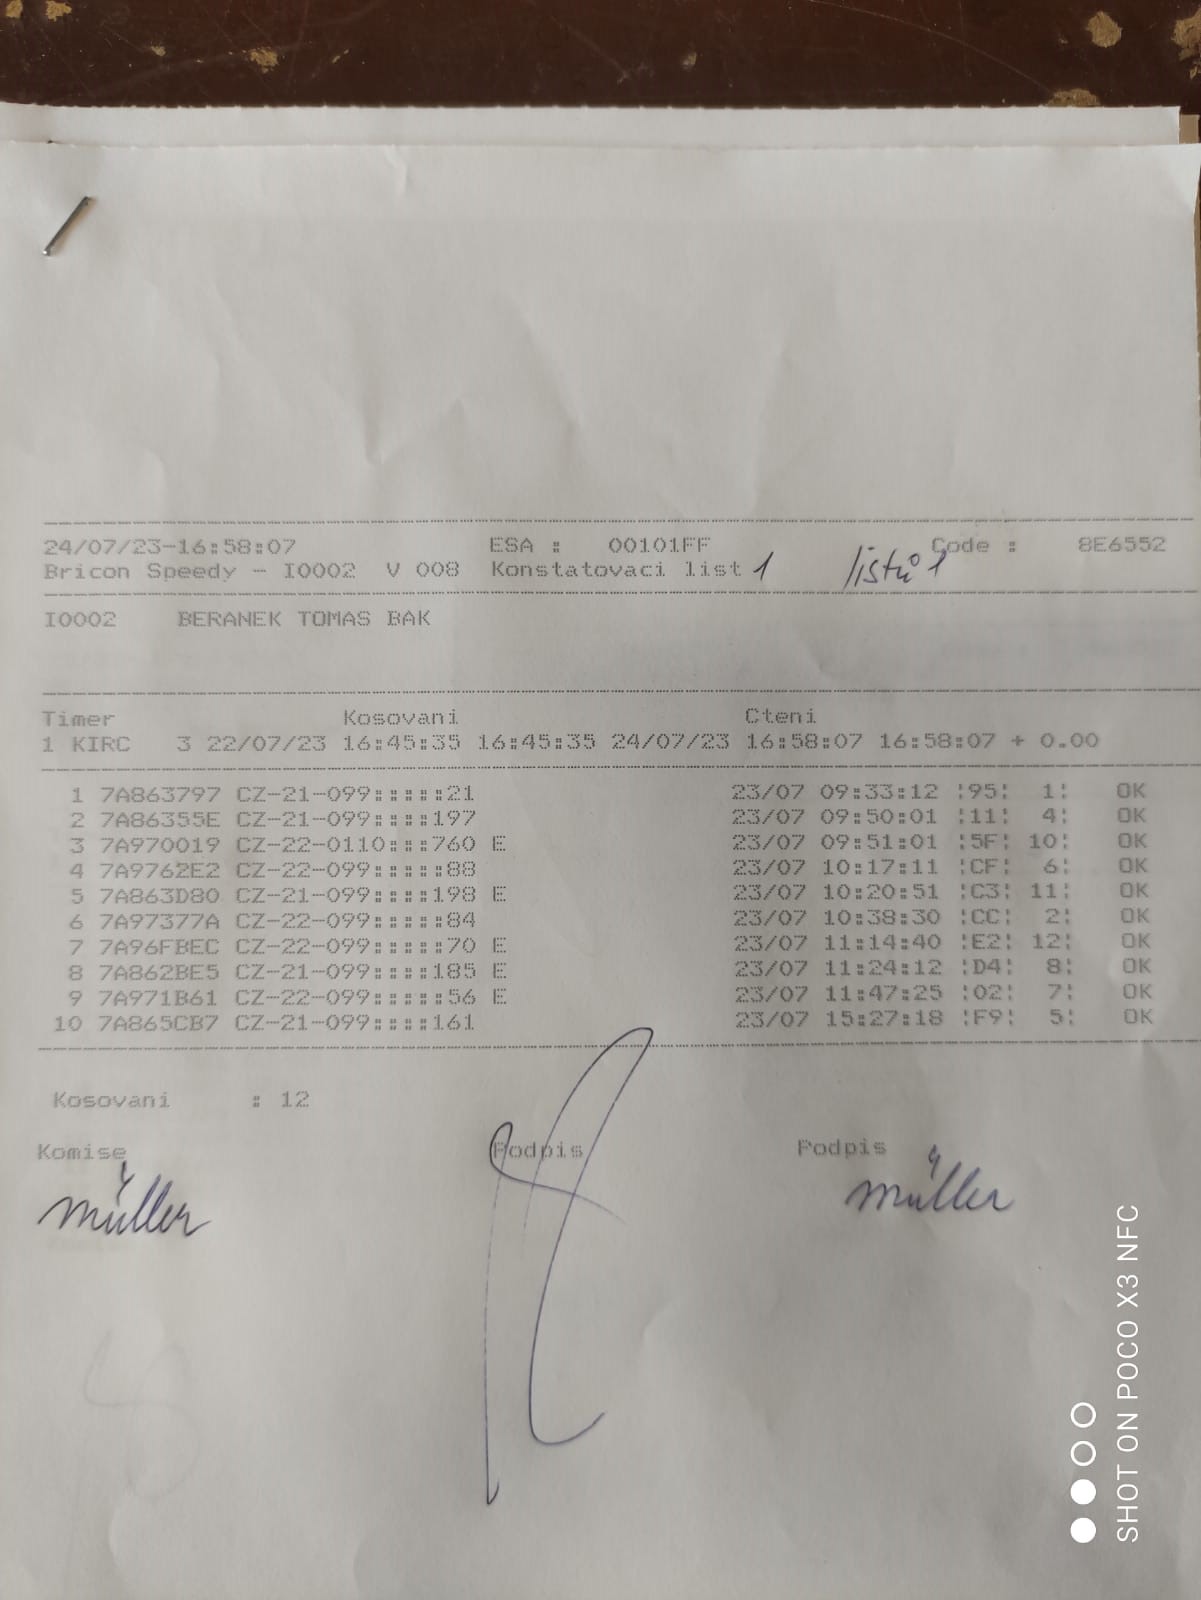 24/07/23-16:58:07 ESA : 00101FF Code : 8E6552
Bricon Speedy - I0002 V 008 Konstatovaci list 1 listů 1
I0002 BERANEK TOMAS BAK
Timer Kosovani Cteni
1 KIRC 3 22/07/23 16:45:35 16:45:35 24/07/23 16:58:07 16:58:07 + 0.00
1 7A863797 CZ-21-099:::::21 23/07 09:33:12 ¦95¦ 1¦ OK
2 7A86355E CZ-21-099::::197 23/07 09:50:01 ¦11¦ 4¦ OK
3 7A970019 CZ-22-0110:::760 E 23/07 09:51:01 ¦5F¦ 10¦ OK
4 7A9762E2 CZ-22-099:::::88 23/07 10:17:11 ¦CF¦ 6¦ OK
5 7A863D80 CZ-21-099::::198 E 23/07 10:20:51 ¦C3¦ 11¦ OK
6 7A97377A CZ-22-099:::::84 23/07 10:38:30 ¦CC¦ 2¦ OK
7 7A96FBEC CZ-22-099:::::70 E 23/07 11:14:40 ¦E2¦ 12¦ OK
8 7A862BE5 CZ-21-099::::185 E 23/07 11:24:12 ¦D4¦ 8¦ OK
9 7A971B61 CZ-22-099:::::56 E 23/07 11:47:25 ¦02¦ 7¦ OK
10 7A865CB7 CZ-21-099::::161 23/07 15:27:18 ¦F9¦ 5¦ OK
Kosovani : 12
Komise Podpis Podpis
Müller Müller
SHOT ON POCO X3 NFC